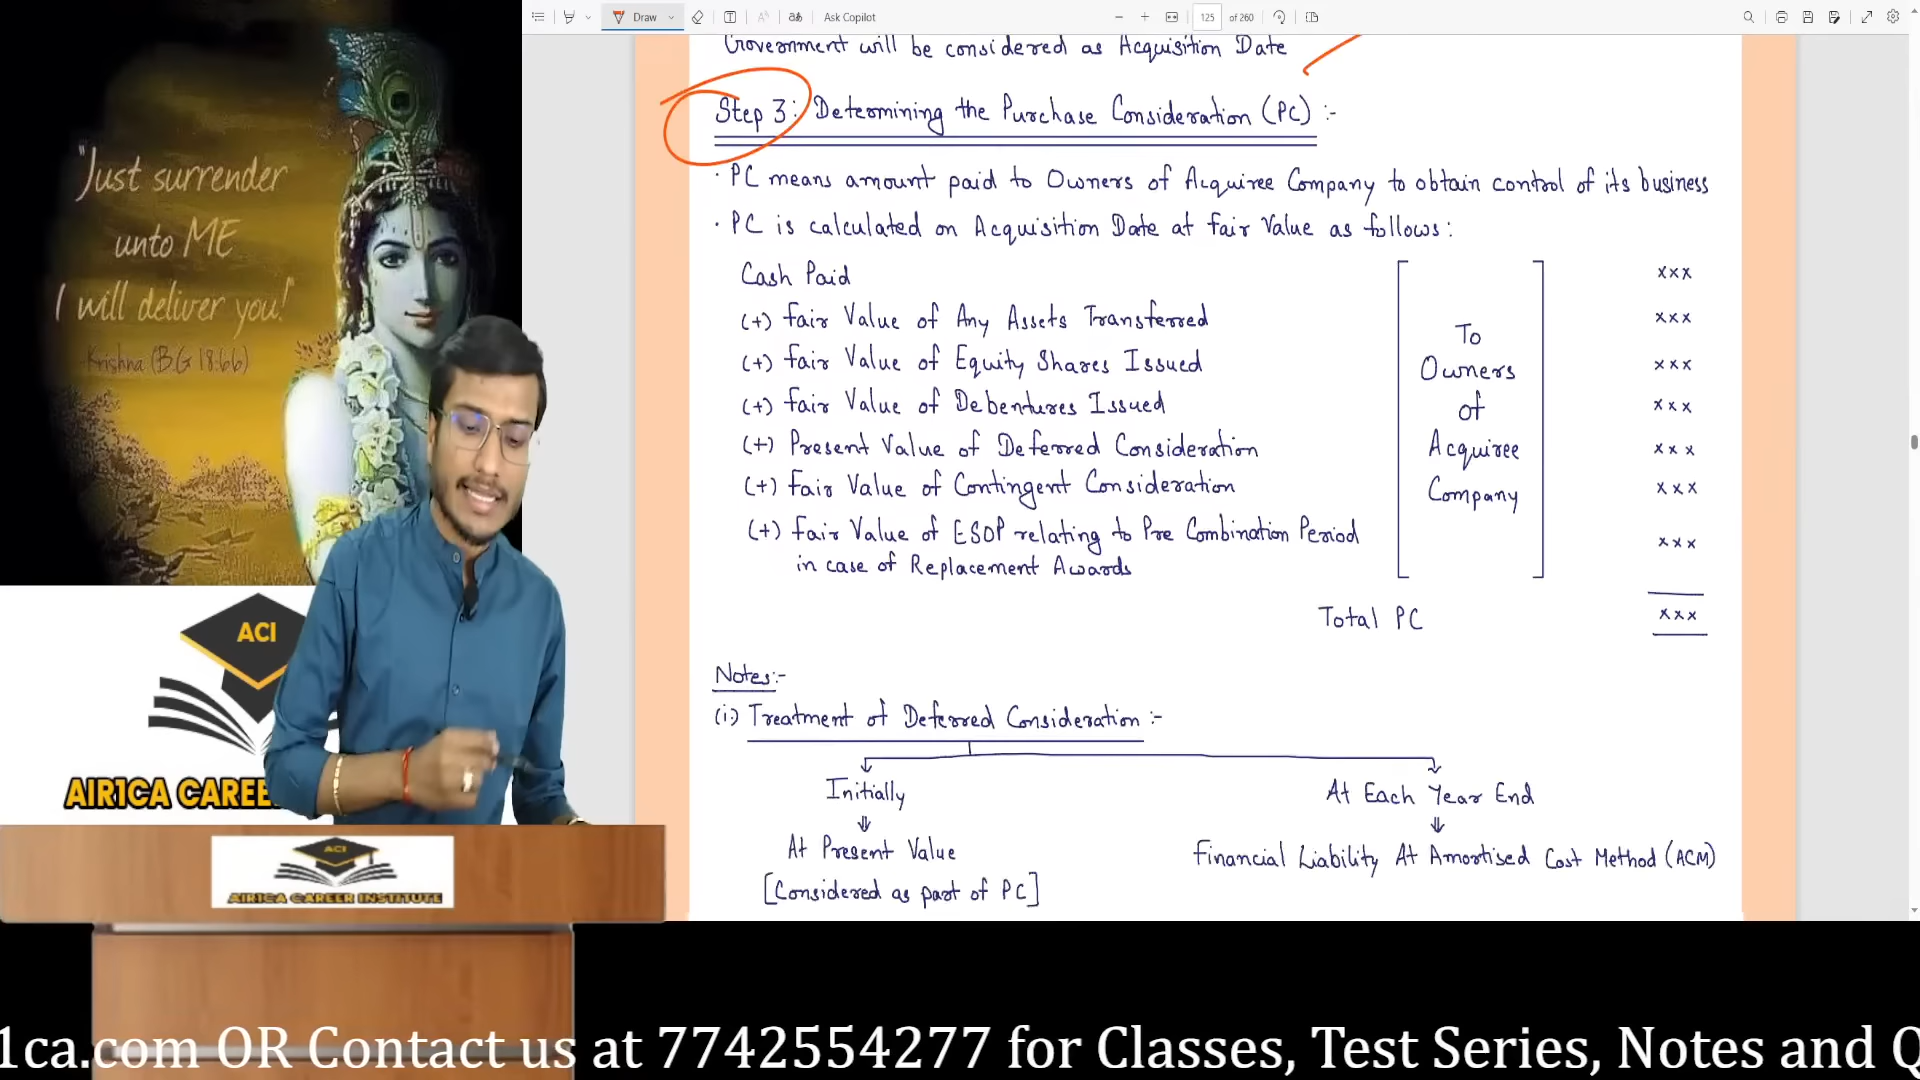 Draw
Ask Copilot
125
of 260
"Just surrender
unto ME
I will deliver you!"
Krishna (B.G 18:66)
ACI
AIR1CA CAREE
ACI
AIR1CA CAREER INSTITUTE
Government will be considered as Acquisition Date
Step 3: Determining the Purchase Consideration (PC) :-
· PC means amount paid to Owners of Acquiree Company to obtain control of its business
· PC is calculated on Acquisition Date at Fair Value as follows:
Cash Paid xxx
(+) Fair Value of Any Assets Transferred xxx
(+) Fair Value of Equity Shares Issued xxx
(+) Fair Value of Debentures Issued xxx
(+) Present Value of Deferred Consideration xxx
(+) Fair Value of Contingent Consideration xxx
(+) Fair Value of ESOP relating to Pre Combination Period xxx
in case of Replacement Awards
To
Owners
of
Acquiree
Company
Total PC xxx
Notes:-
(i) Treatment of Deferred Consideration :-
Initially
At Present Value
[Considered as part of PC]
At Each Year End
Financial Liability At Amortised Cost Method (ACM)
1ca.com OR Contact us at 7742554277 for Classes, Test Series, Notes and Q